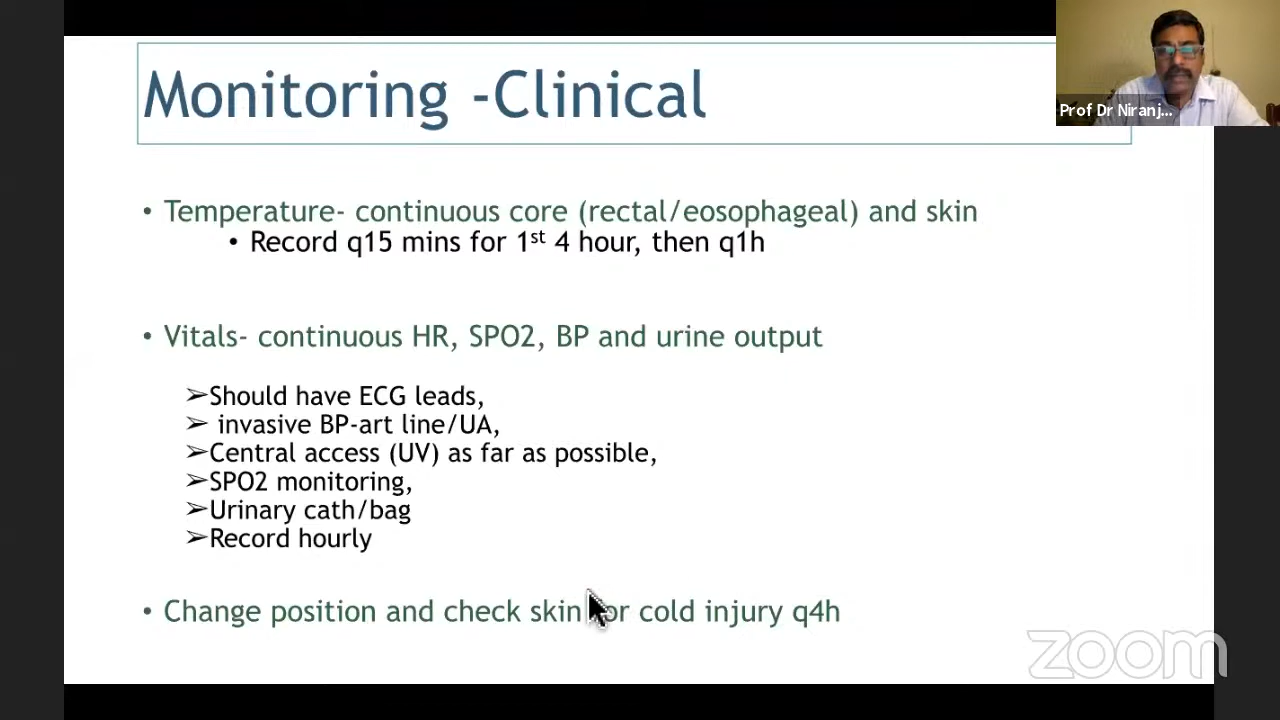 Monitoring -Clinical
Prof Dr Niranj...
• Temperature- continuous core (rectal/eosophageal) and skin
• Record q15 mins for 1st 4 hour, then q1h
• Vitals- continuous HR, SPO2, BP and urine output
➢Should have ECG leads,
➢ invasive BP-art line/UA,
➢Central access (UV) as far as possible,
➢SPO2 monitoring,
➢Urinary cath/bag
➢Record hourly
• Change position and check skin or cold injury q4h
zoom